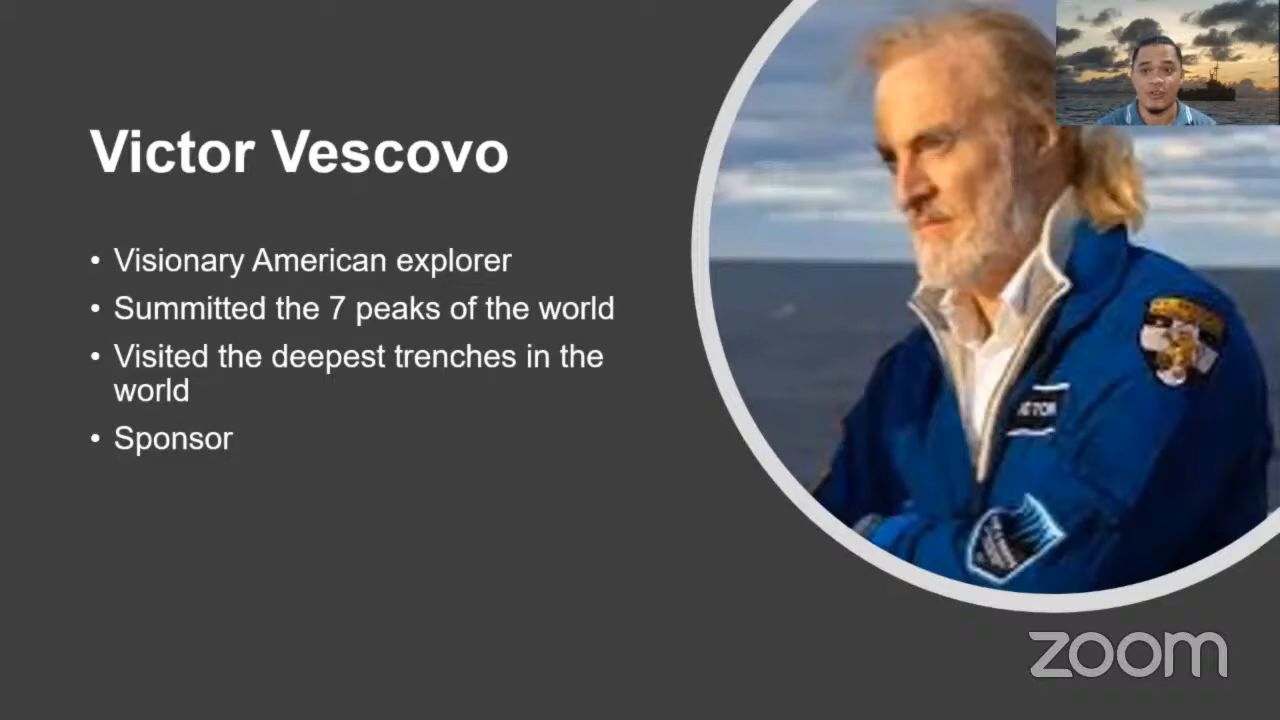 Victor Vescovo
• Visionary American explorer
• Summitted the 7 peaks of the world
• Visited the deepest trenches in the
world
• Sponsor
zoom